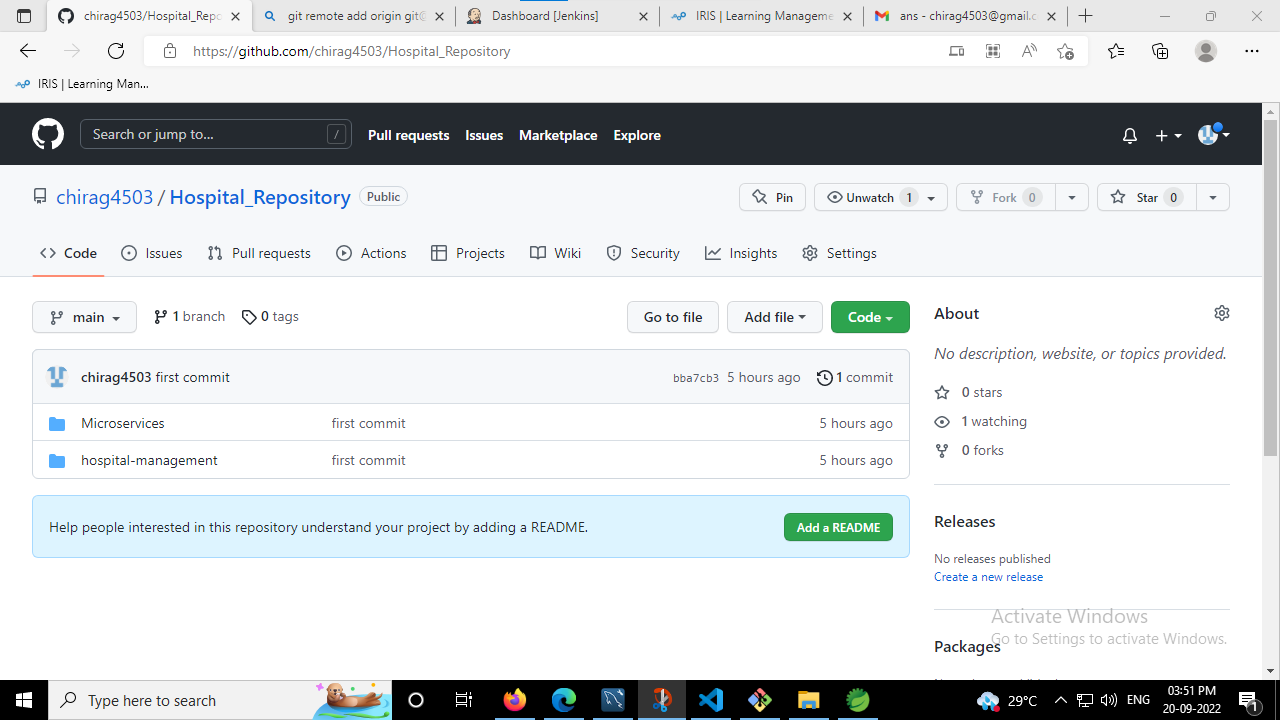 chirag4503/Hospital_Repo
git remote add origin git@
Dashboard [Jenkins]
IRIS | Learning Manageme
ans - chirag4503@gmail.c
https://github.com/chirag4503/Hospital_Repository
IRIS | Learning Man...
Search or jump to... /
Pull requests Issues Marketplace Explore
chirag4503 / Hospital_Repository Public
Pin Unwatch 1 Fork 0 Star 0
Code Issues Pull requests Actions Projects Wiki Security Insights Settings
main 1 branch 0 tags Go to file Add file Code
chirag4503 first commit bba7cb3 5 hours ago 1 commit
Microservices first commit 5 hours ago
hospital-management first commit 5 hours ago
Help people interested in this repository understand your project by adding a README. Add a README
About
No description, website, or topics provided.
0 stars
1 watching
0 forks
Releases
No releases published
Create a new release
Activate Windows
Go to Settings to activate Windows.
Packages
Type here to search
29°C ENG 03:51 PM
20-09-2022
1